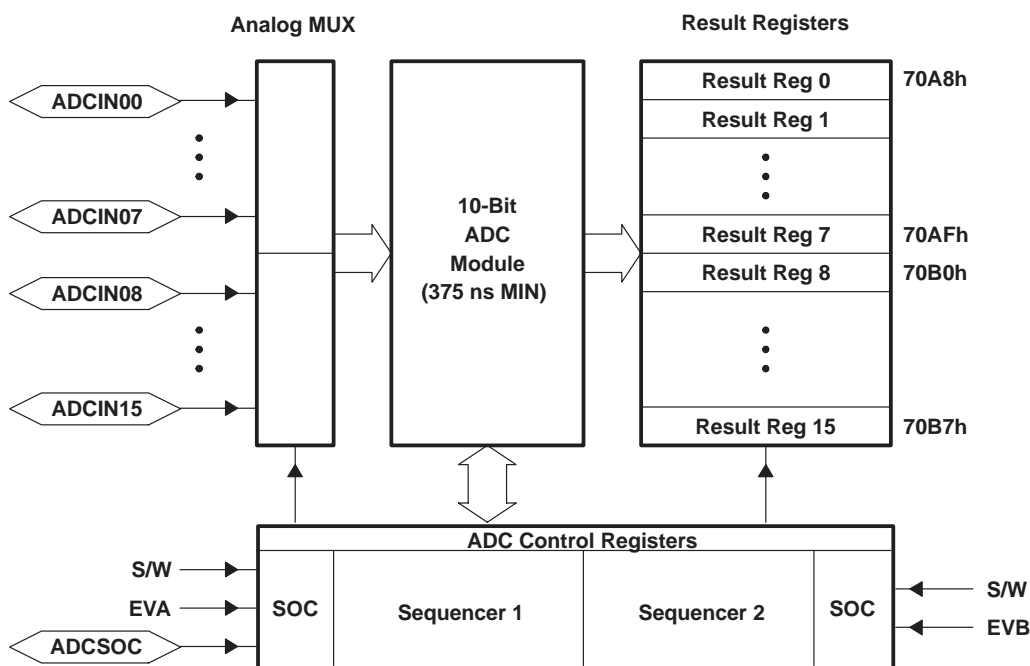 Analog MUX
Result Registers
ADCIN00
ADCIN07
ADCIN08
ADCIN15
10-Bit
ADC
Module
(375 ns MIN)
Result Reg 0
70A8h
Result Reg 1
Result Reg 7
70AFh
Result Reg 8
70B0h
Result Reg 15
70B7h
ADC Control Registers
S/W
EVA
ADCSOC
SOC
Sequencer 1
Sequencer 2
SOC
S/W
EVB